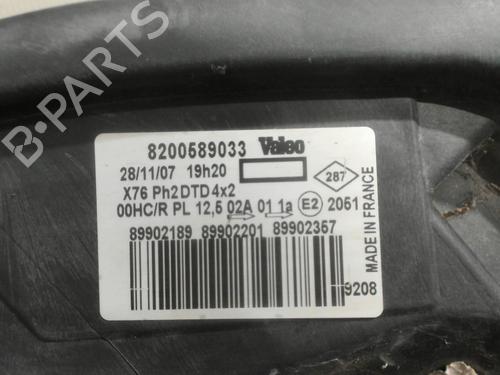 8200589033 Valeo
28/11/07 19h20
X76 Ph2 DTD 4x2
287
00HC/R PL 12,5 02A 01 1a E2 2051
89902189 89902201 89902357
9208
MADE IN FRANCE
B-PARTS